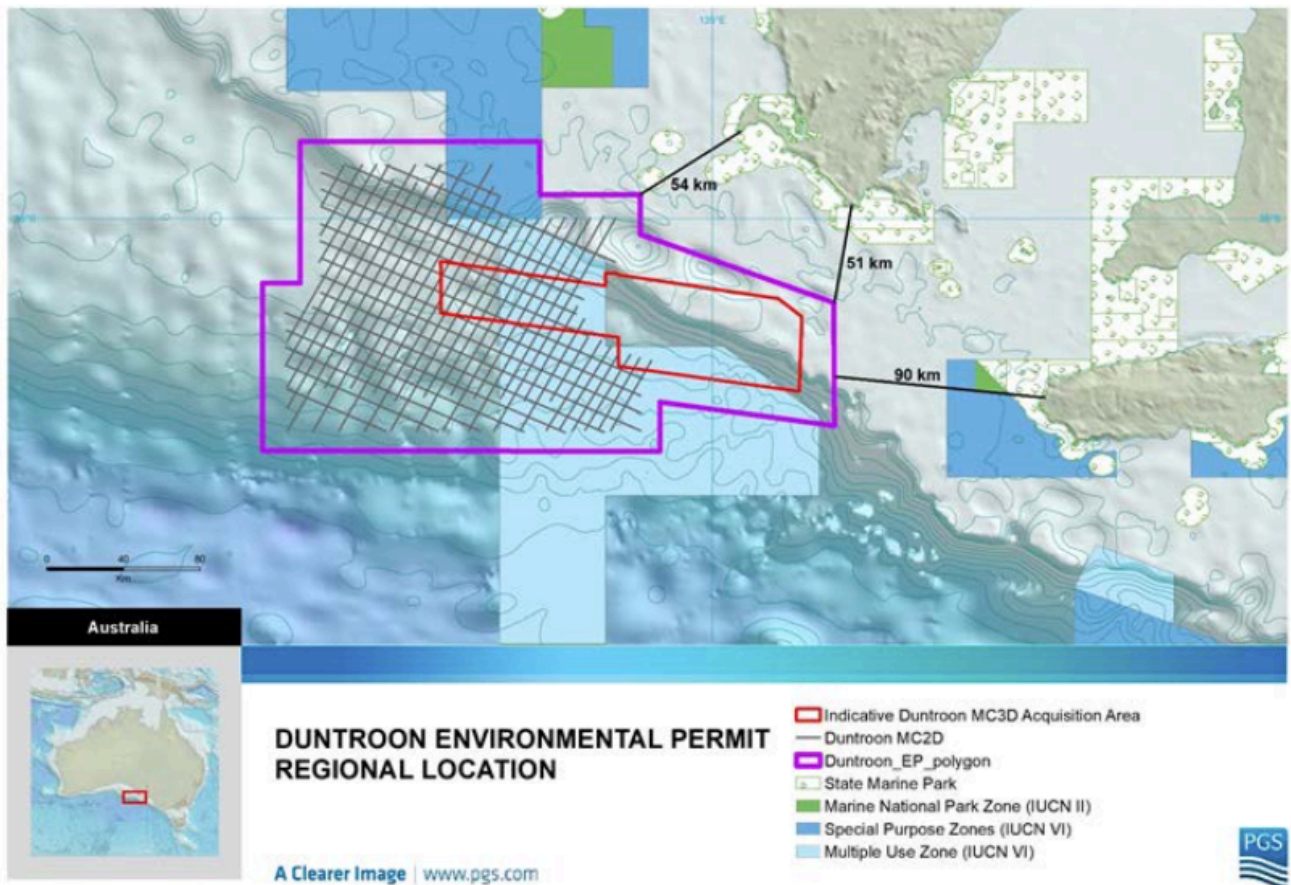 135°E
54 km
51 km
90 km
0 40 80
Km
Australia
DUNTROON ENVIRONMENTAL PERMIT
REGIONAL LOCATION
A Clearer Image | www.pgs.com
Indicative Duntroon MC3D Acquisition Area
Duntroon MC2D
Duntroon_EP_polygon
State Marine Park
Marine National Park Zone (IUCN II)
Special Purpose Zones (IUCN VI)
Multiple Use Zone (IUCN VI)
PGS